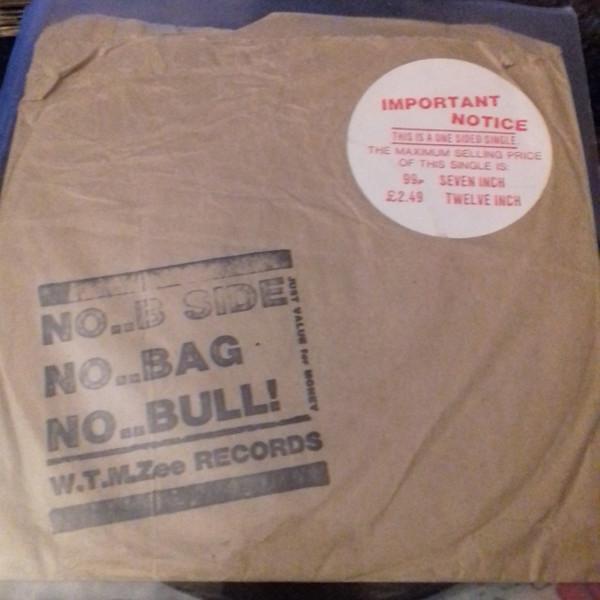 IMPORTANT
NOTICE
THIS IS A ONE SIDED SINGLE
THE MAXIMUM SELLING PRICE
OF THIS SINGLE IS:
99P SEVEN INCH
£2.49 TWELVE INCH
NO..B SIDE
NO..BAG
NO..BULL!
JUST VALUE for MONEY
W.T.M.Zee RECORDS